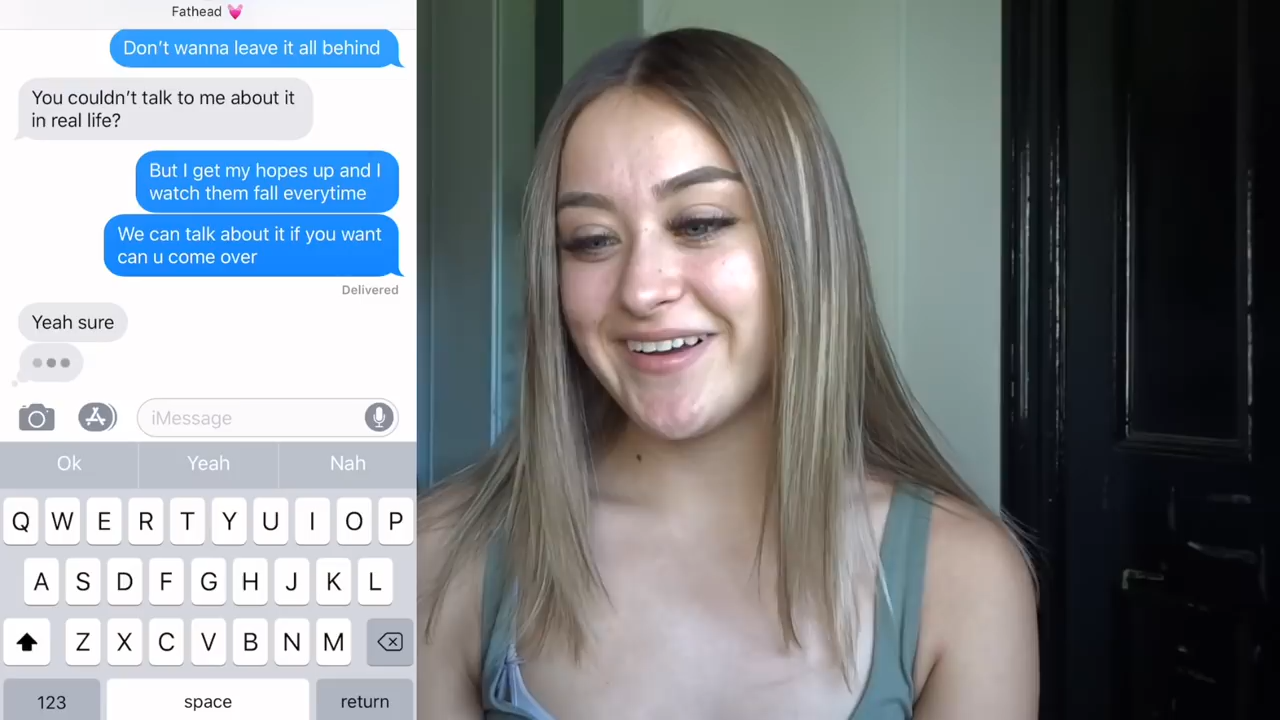 Fathead 💓
Don’t wanna leave it all behind
You couldn’t talk to me about it
in real life?
But I get my hopes up and I
watch them fall everytime
We can talk about it if you want
can u come over
Delivered
Yeah sure
iMessage
Ok Yeah Nah
Q W E R T Y U I O P
A S D F G H J K L
Z X C V B N M
123 space return